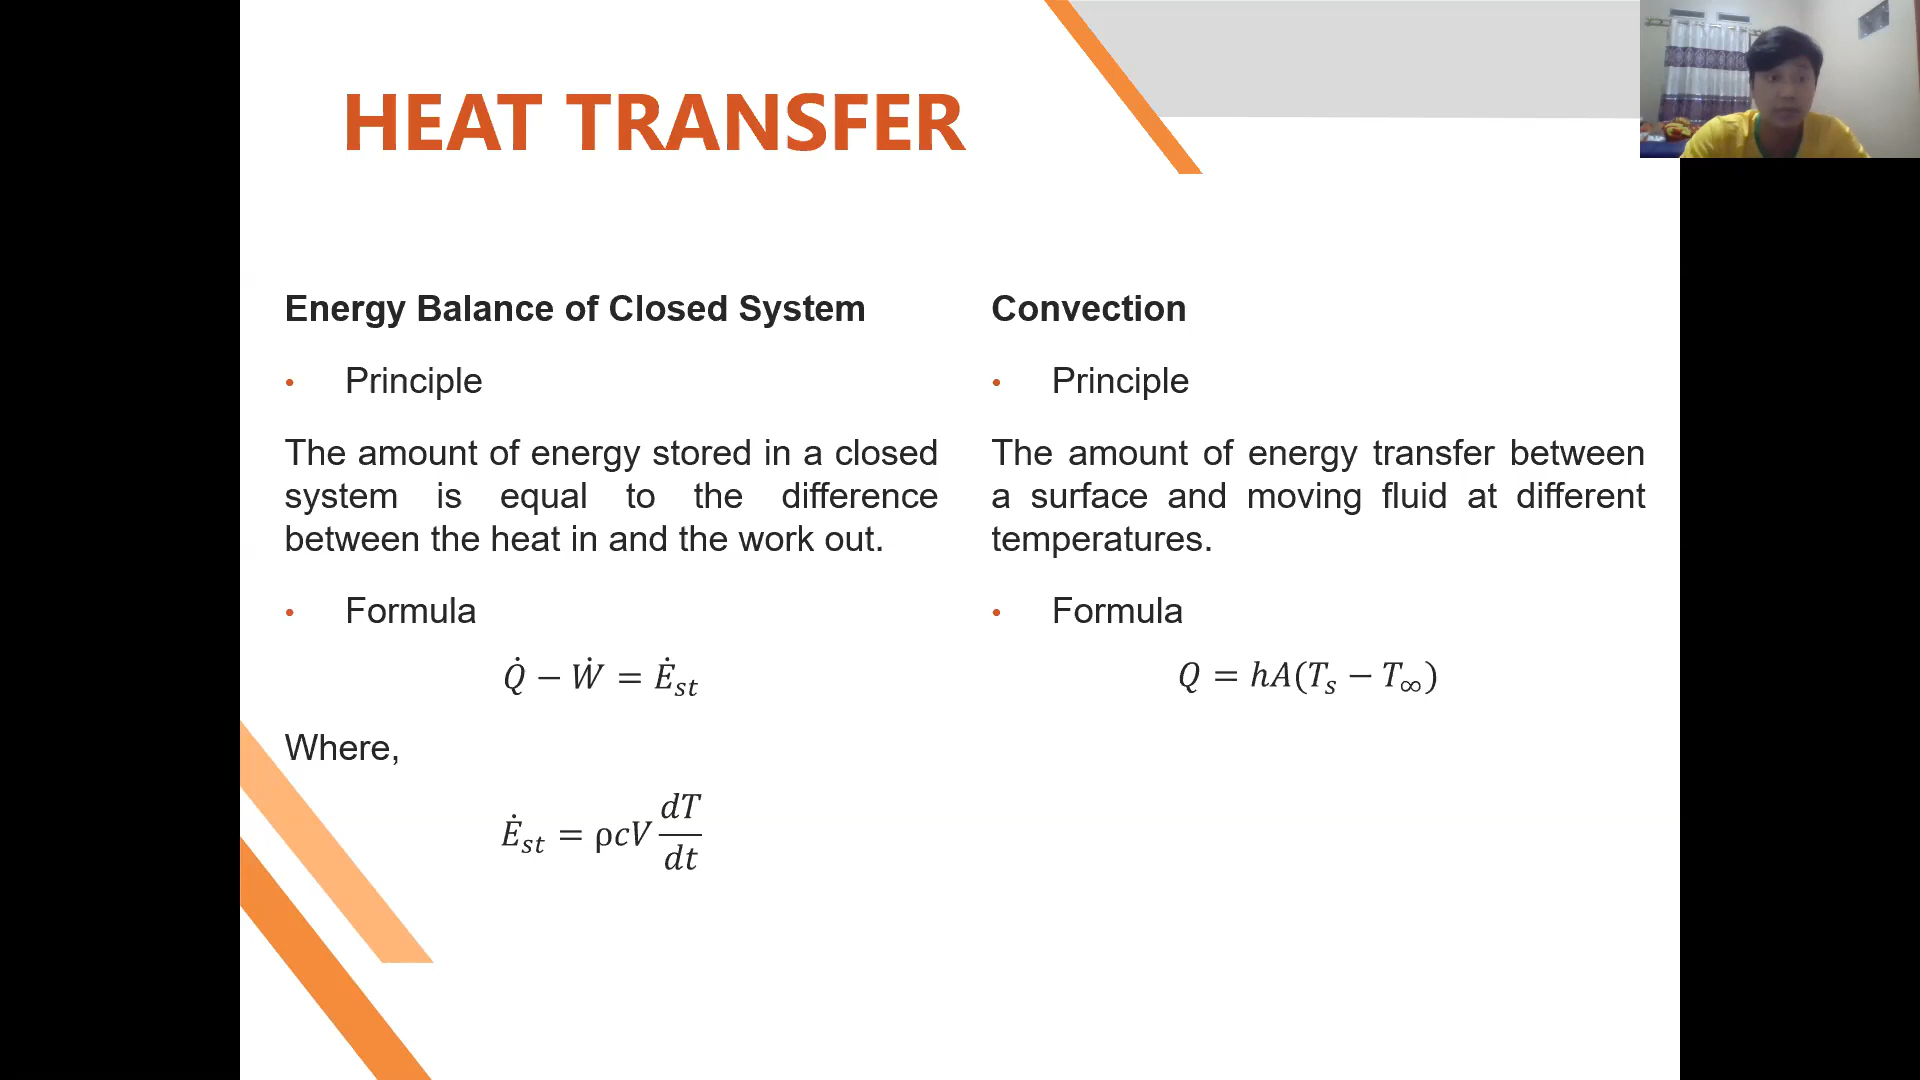 HEAT TRANSFER
Energy Balance of Closed System
• Principle
The amount of energy stored in a closed
system is equal to the difference
between the heat in and the work out.
• Formula
Q̇ − Ẇ = Ė_st
Where,
Ė_st = ρcV dT/dt
Convection
• Principle
The amount of energy transfer between
a surface and moving fluid at different
temperatures.
• Formula
Q = hA(T_s − T_∞)